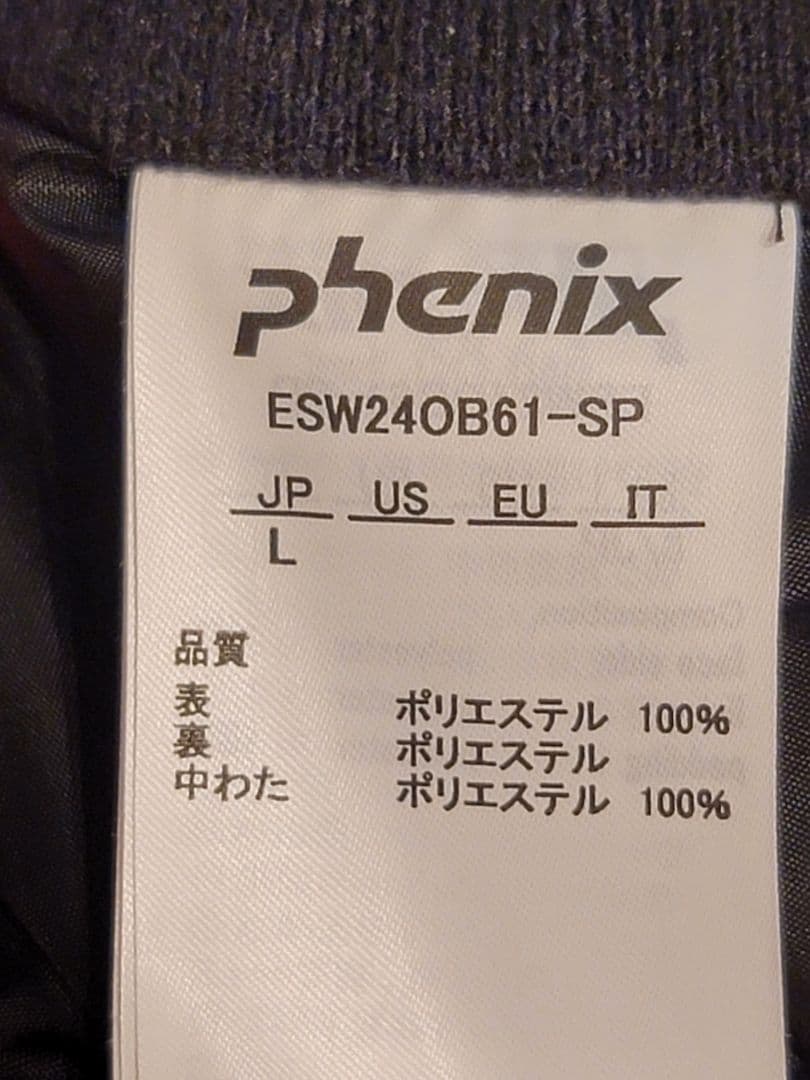 phenix
ESW24OB61-SP
JP US EU IT
L
品質
表 ポリエステル 100%
裏 ポリエステル
中わた ポリエステル 100%